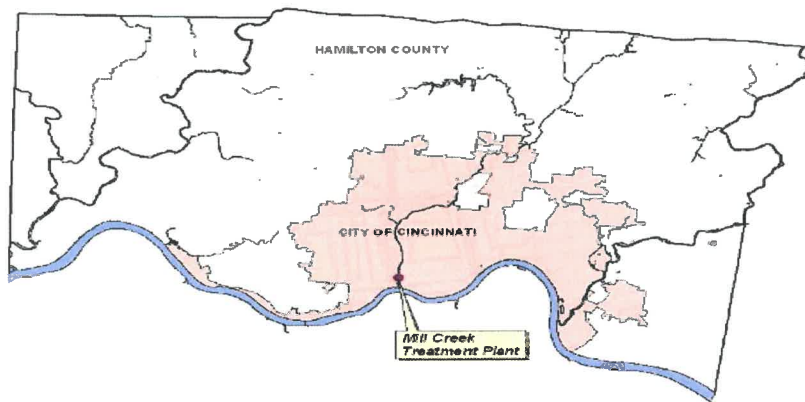 HAMILTON COUNTY
CITY OF CINCINNATI
Mill Creek
Treatment Plant